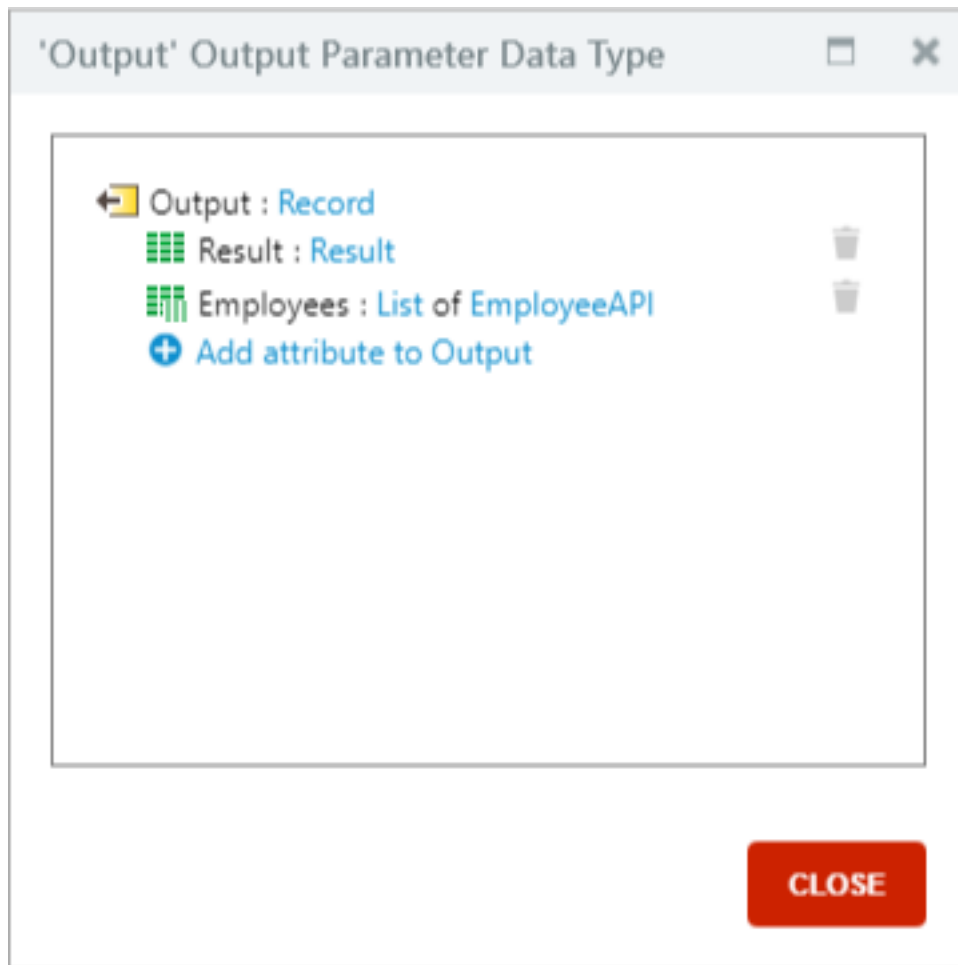 'Output' Output Parameter Data Type
Output : Record
Result : Result
Employees : List of EmployeeAPI
Add attribute to Output
CLOSE